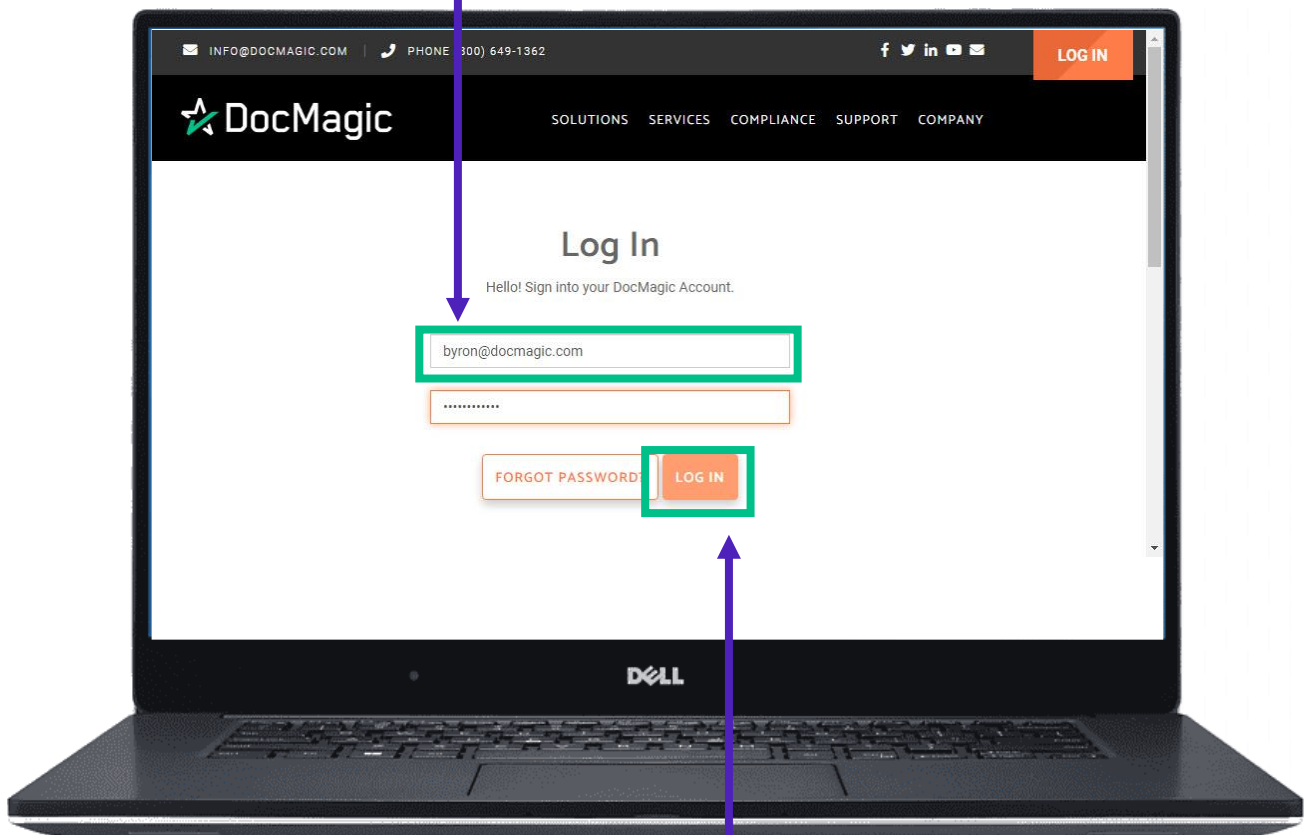 INFO@DOCMAGIC.COM | PHONE 800) 649-1362
LOG IN
DocMagic
SOLUTIONS SERVICES COMPLIANCE SUPPORT COMPANY
Log In
Hello! Sign into your DocMagic Account.
byron@docmagic.com
••••••••••••
FORGOT PASSWORD?
LOG IN
DELL